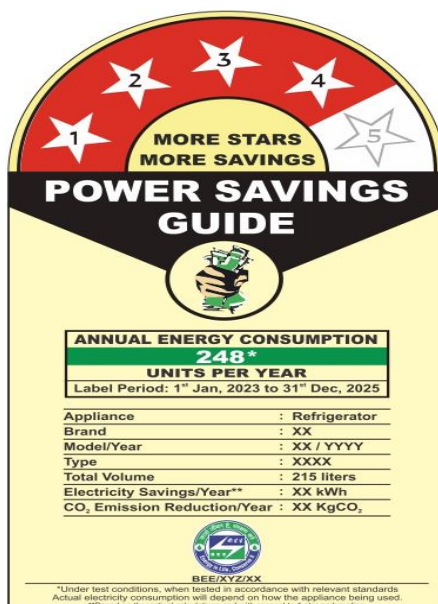 1
2
3
4
5
MORE STARS
MORE SAVINGS
POWER SAVINGS
GUIDE
ANNUAL ENERGY CONSUMPTION
248*
UNITS PER YEAR
Label Period: 1st Jan, 2023 to 31st Dec, 2025
Appliance : Refrigerator
Brand : XX
Model/Year : XX / YYYY
Type : XXXX
Total Volume : 215 liters
Electricity Savings/Year** : XX kWh
CO₂ Emission Reduction/Year : XX KgCO₂
BEE/XYZ/XX
*Under test conditions, when tested in accordance with relevant standards
Actual electricity consumption will depend on how the appliance being used.